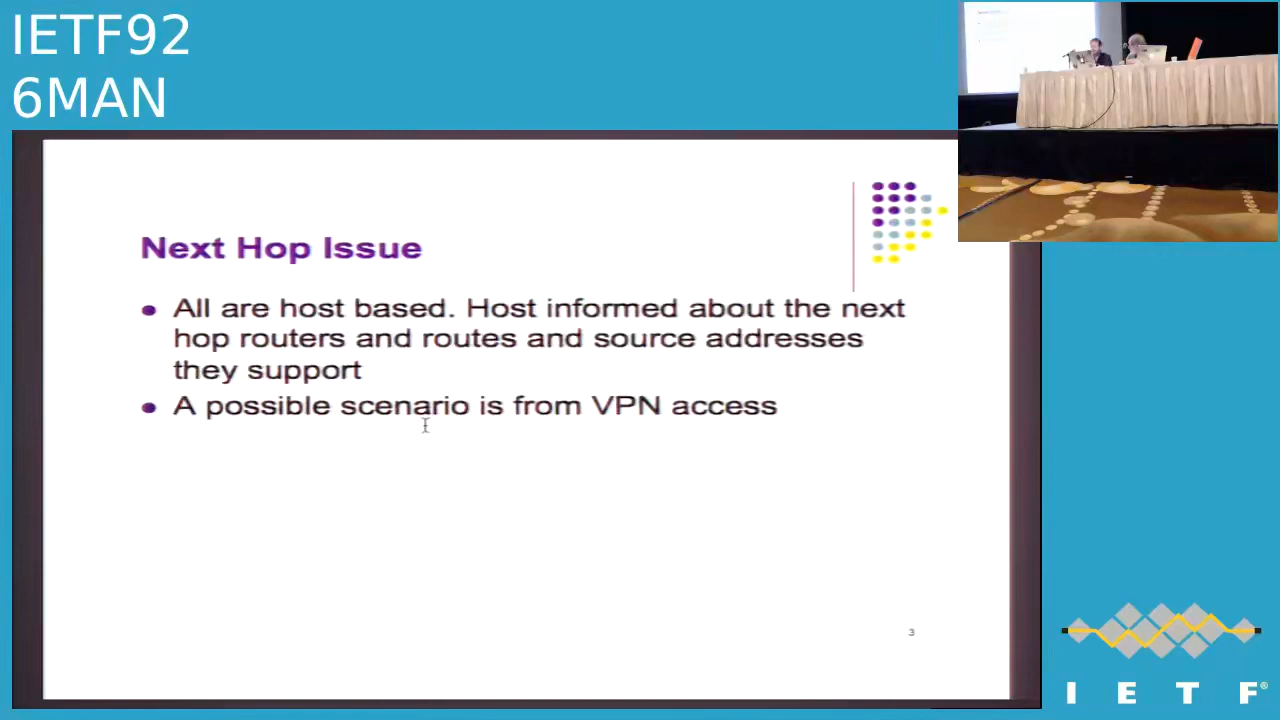 IETF92
6MAN
Next Hop Issue
All are host based. Host informed about the next
hop routers and routes and source addresses
they support
A possible scenario is from VPN access
3
I E T F®